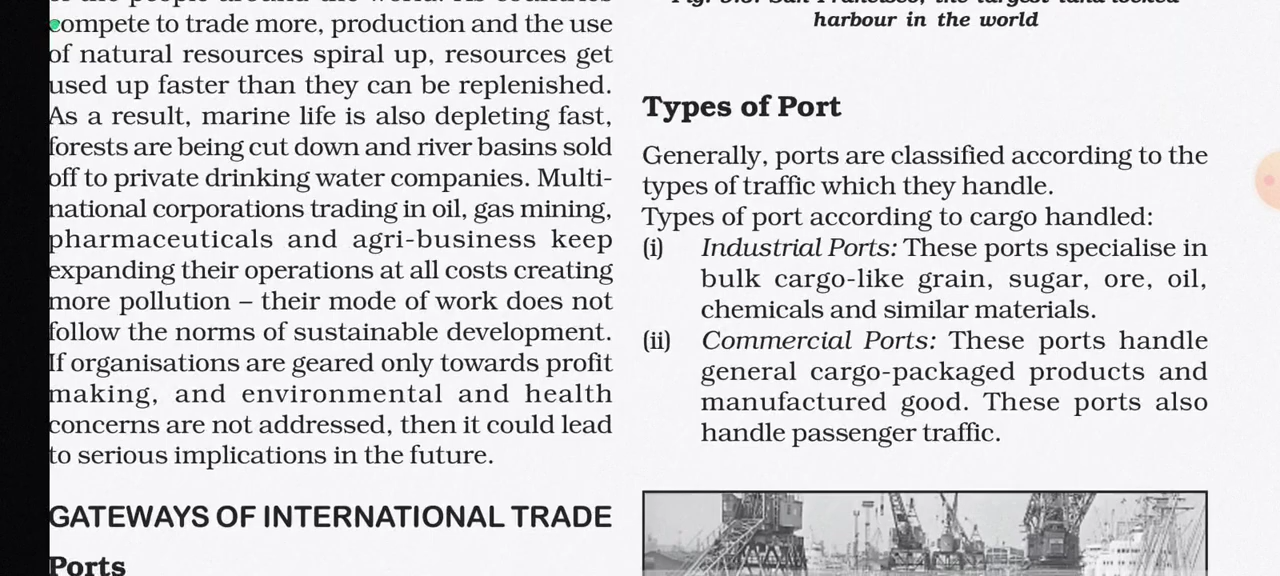 compete to trade more, production and the use
of natural resources spiral up, resources get
used up faster than they can be replenished.
As a result, marine life is also depleting fast,
forests are being cut down and river basins sold
off to private drinking water companies. Multi-
national corporations trading in oil, gas mining,
pharmaceuticals and agri-business keep
expanding their operations at all costs creating
more pollution – their mode of work does not
follow the norms of sustainable development.
If organisations are geared only towards profit
making, and environmental and health
concerns are not addressed, then it could lead
to serious implications in the future.
GATEWAYS OF INTERNATIONAL TRADE
Ports
harbour in the world
Types of Port
Generally, ports are classified according to the
types of traffic which they handle.
Types of port according to cargo handled:
(i) Industrial Ports: These ports specialise in
bulk cargo-like grain, sugar, ore, oil,
chemicals and similar materials.
(ii) Commercial Ports: These ports handle
general cargo-packaged products and
manufactured good. These ports also
handle passenger traffic.